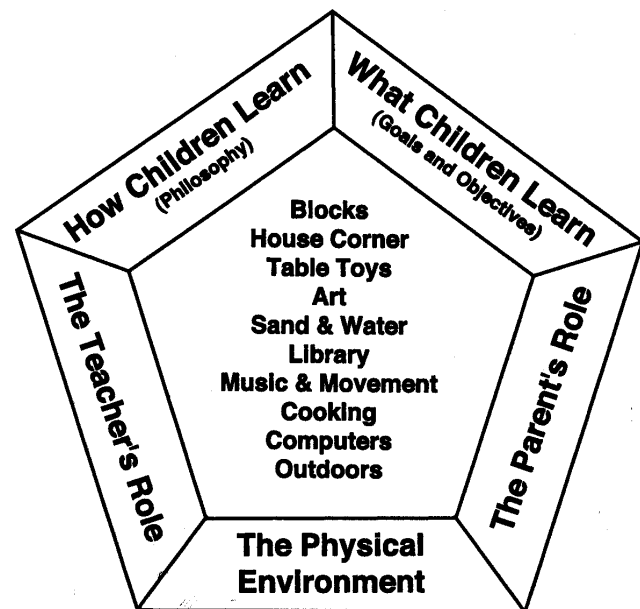 How Children Learn
(Philosophy)
What Children Learn
(Goals and Objectives)
Blocks
House Corner
Table Toys
Art
Sand & Water
Library
Music & Movement
Cooking
Computers
Outdoors
The Teacher's Role
The Parent's Role
The Physical
Environment